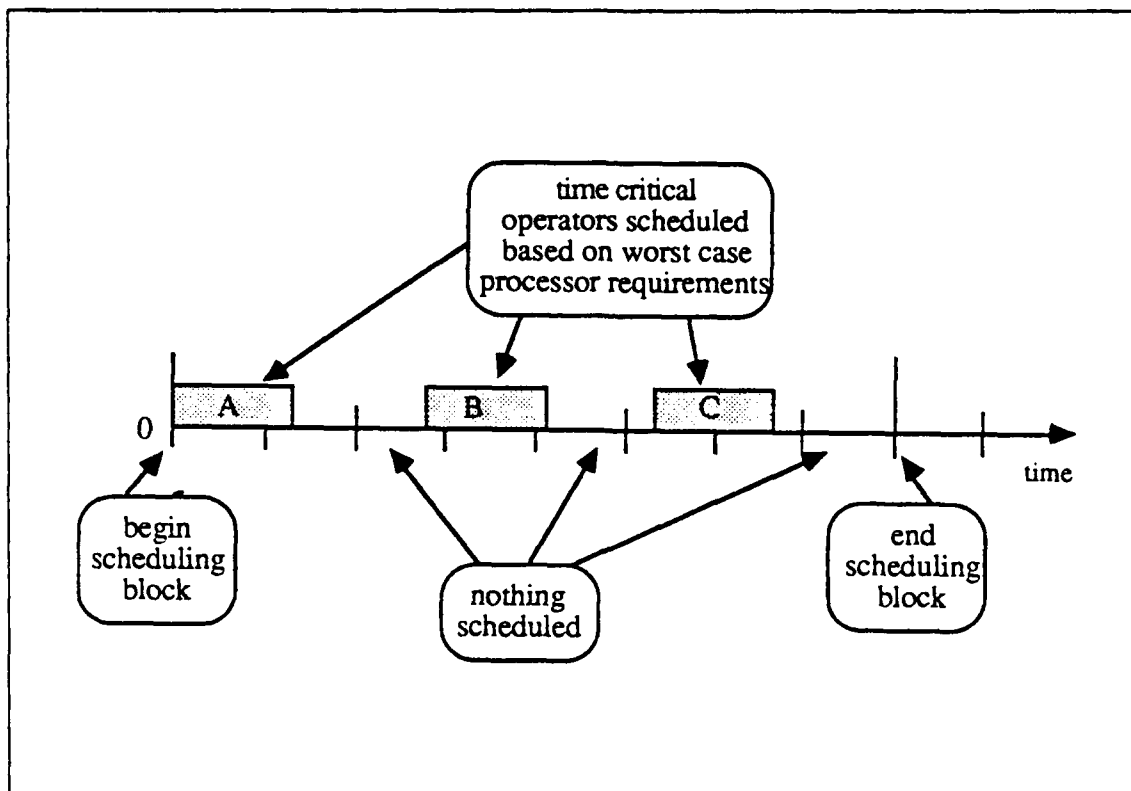 time critical
operators scheduled
based on worst case
processor requirements
A
B
C
0
time
begin
scheduling
block
nothing
scheduled
end
scheduling
block